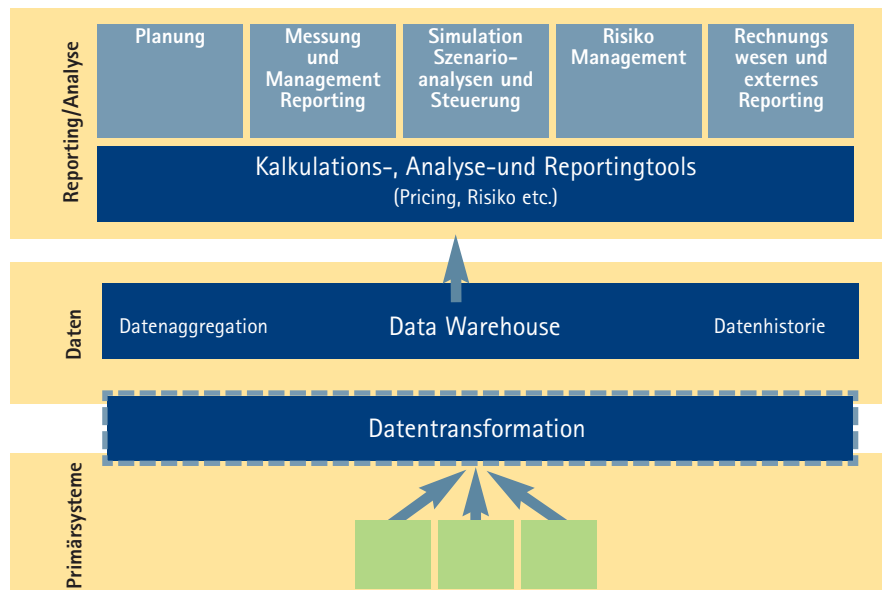 Reporting/Analyse
Planung
Messung
und
Management
Reporting
Simulation
Szenario-
analysen und
Steuerung
Risiko
Management
Rechnungs
wesen und
externes
Reporting
Kalkulations-, Analyse-und Reportingtools
(Pricing, Risiko etc.)
Daten
Datenaggregation
Data Warehouse
Datenhistorie
Datentransformation
Primärsysteme